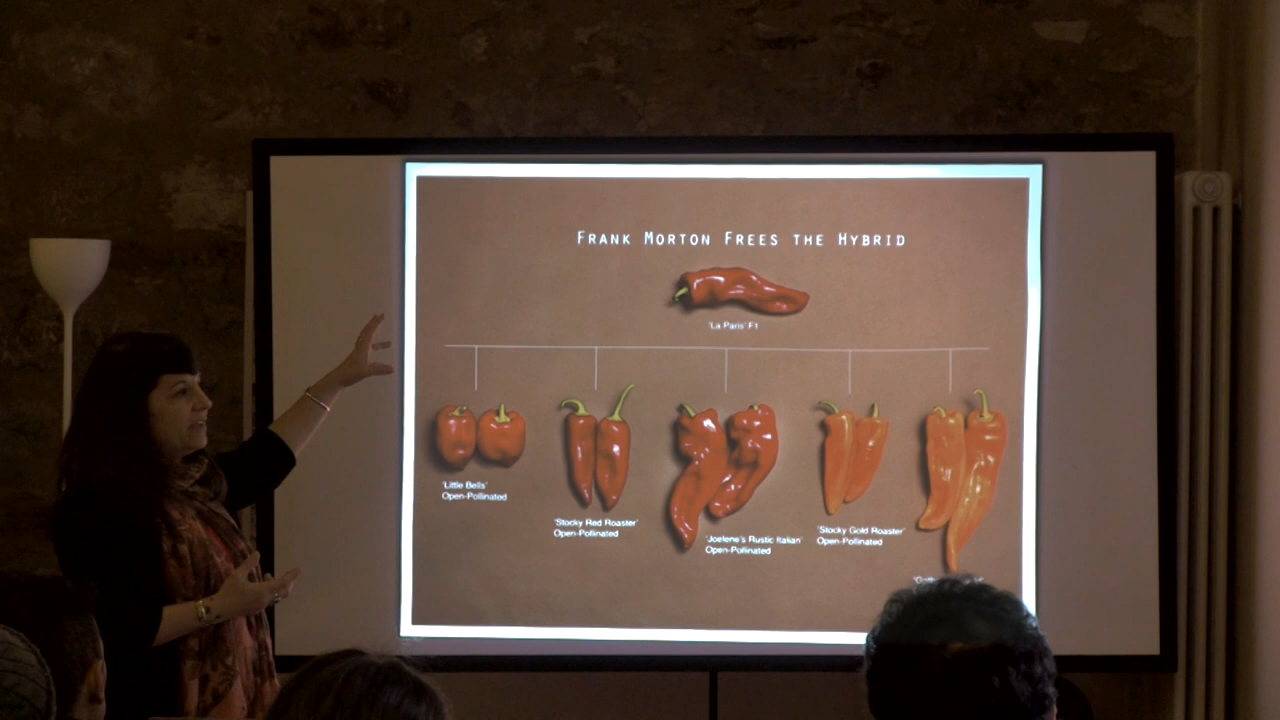 FRANK MORTON FREES THE HYBRID
'La Paris' F1
'Little Bells'
Open-Pollinated
'Stocky Red Roaster'
Open-Pollinated
'Joelene's Rustic Italian'
Open-Pollinated
'Stocky Gold Roaster'
Open-Pollinated